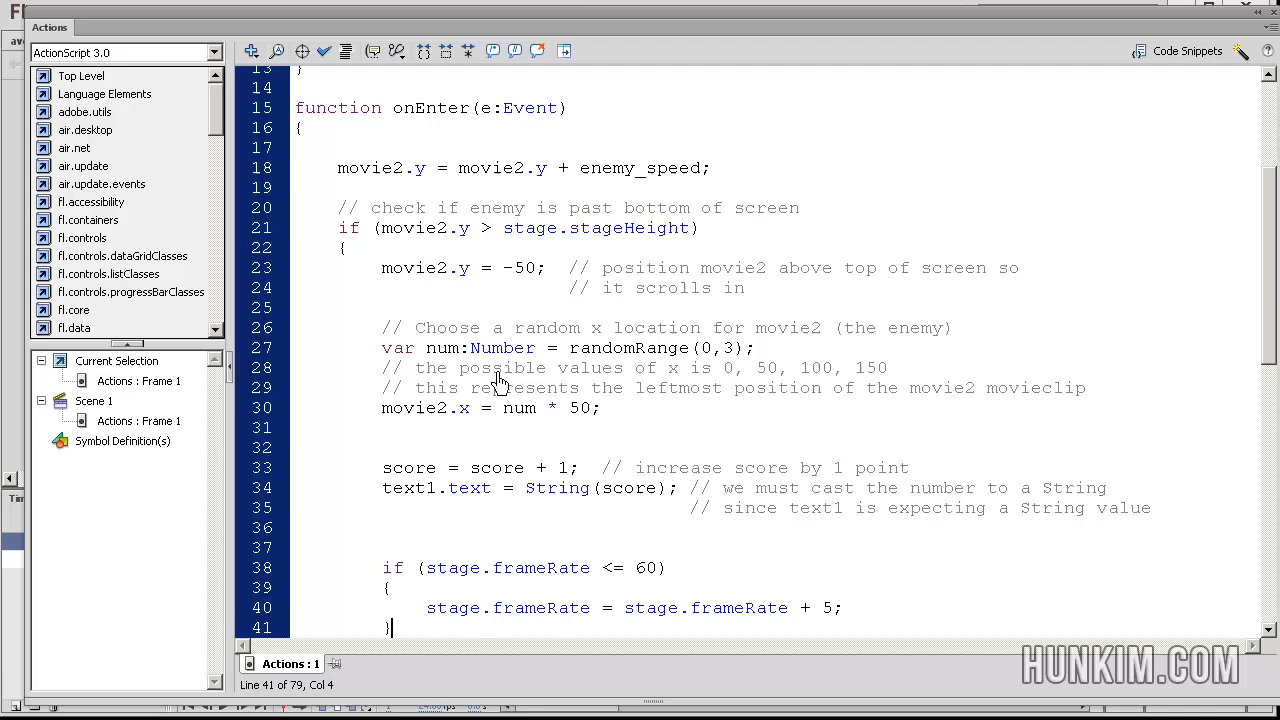 Fl
Actions
ave
ActionScript 3.0
Code Snippets
Top Level
Language Elements
adobe.utils
air.desktop
air.net
air.update
air.update.events
fl.accessibility
fl.containers
fl.controls
fl.controls.dataGridClasses
fl.controls.listClasses
fl.controls.progressBarClasses
fl.core
fl.data
Current Selection
Actions : Frame 1
Scene 1
Actions : Frame 1
Symbol Definition(s)
Tim
13 }
14
15 function onEnter(e:Event)
16 {
17
18 movie2.y = movie2.y + enemy_speed;
19
20 // check if enemy is past bottom of screen
21 if (movie2.y > stage.stageHeight)
22 {
23 movie2.y = -50; // position movie2 above top of screen so
24 // it scrolls in
25
26 // Choose a random x location for movie2 (the enemy)
27 var num:Number = randomRange(0,3);
28 // the possible values of x is 0, 50, 100, 150
29 // this represents the leftmost position of the movie2 movieclip
30 movie2.x = num * 50;
31
32
33 score = score + 1; // increase score by 1 point
34 text1.text = String(score); // we must cast the number to a String
35 // since text1 is expecting a String value
36
37
38 if (stage.frameRate <= 60)
39 {
40 stage.frameRate = stage.frameRate + 5;
41 }
Actions : 1
Line 41 of 79, Col 4
HUNKIM.COM